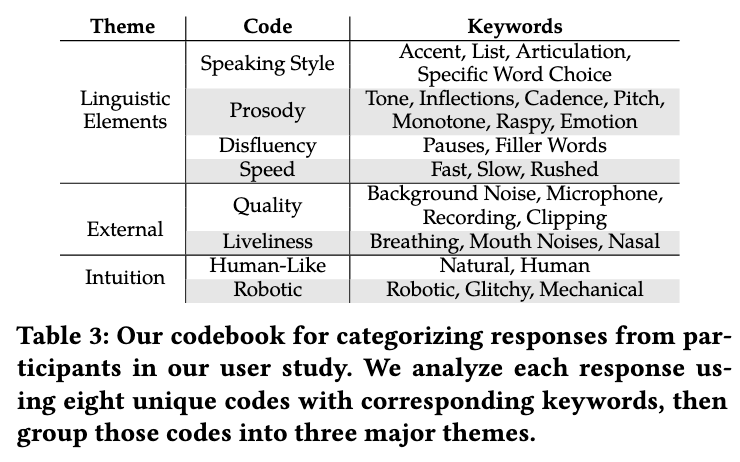 Theme Code Keywords
Linguistic Elements Speaking Style Accent, List, Articulation,
Specific Word Choice
Prosody Tone, Inflections, Cadence, Pitch,
Monotone, Raspy, Emotion
Disfluency Pauses, Filler Words
Speed Fast, Slow, Rushed
External Quality Background Noise, Microphone,
Recording, Clipping
Liveliness Breathing, Mouth Noises, Nasal
Intuition Human-Like Natural, Human
Robotic Robotic, Glitchy, Mechanical
Table 3: Our codebook for categorizing responses from par-
ticipants in our user study. We analyze each response us-
ing eight unique codes with corresponding keywords, then
group those codes into three major themes.